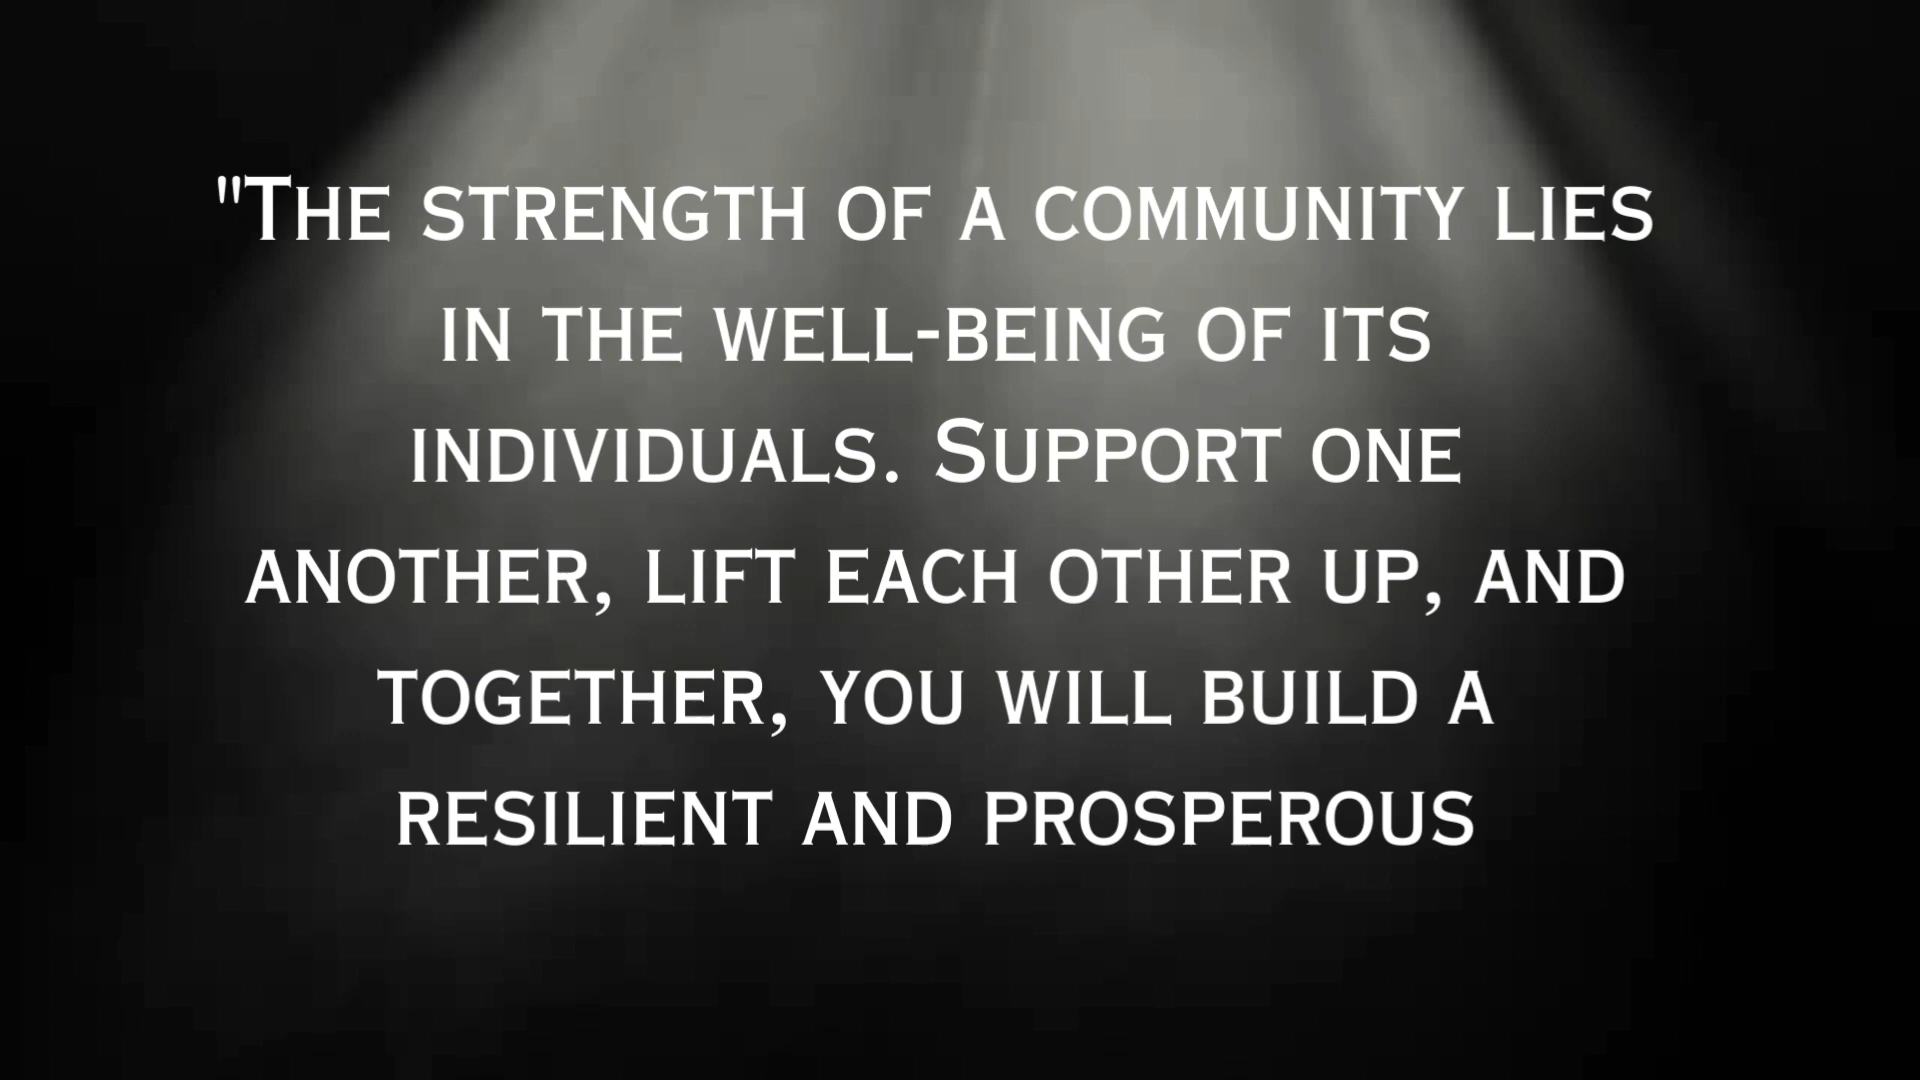 "The strength of a community lies
in the well-being of its
individuals. Support one
another, lift each other up, and
together, you will build a
resilient and prosperous